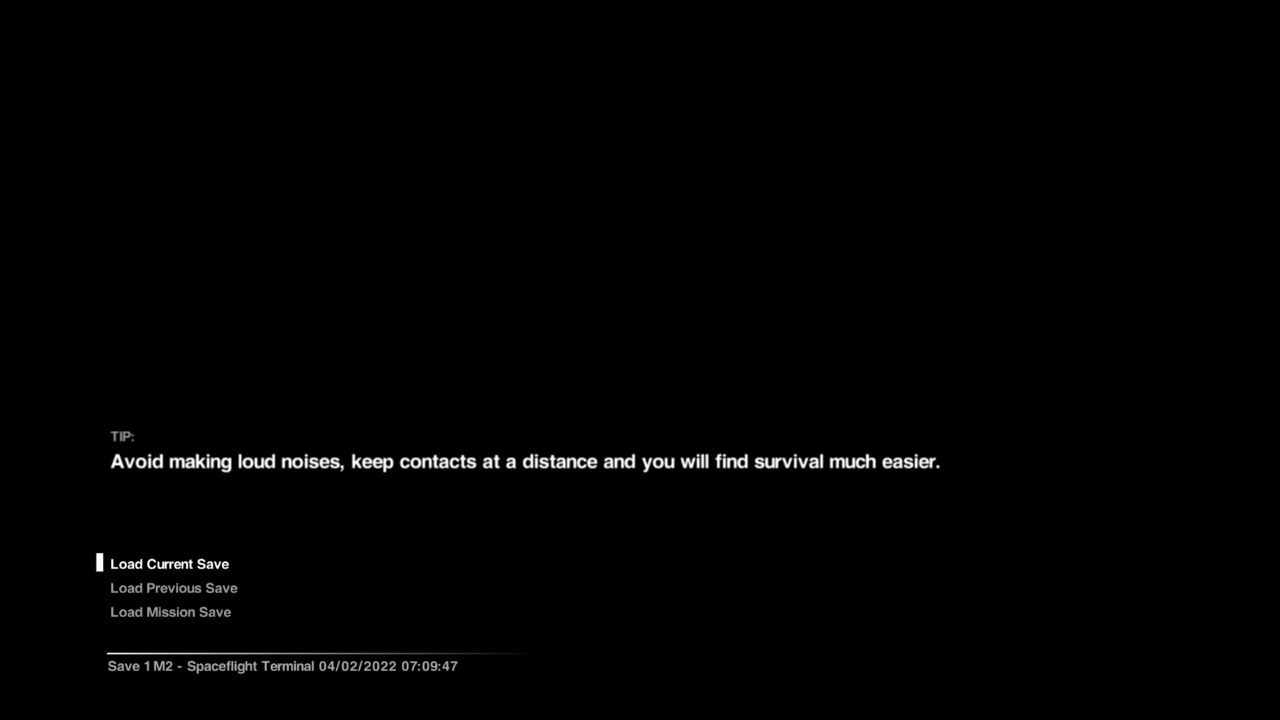 TIP:
Avoid making loud noises, keep contacts at a distance and you will find survival much easier.
Load Current Save
Load Previous Save
Load Mission Save
Save 1 M2 - Spaceflight Terminal 04/02/2022 07:09:47